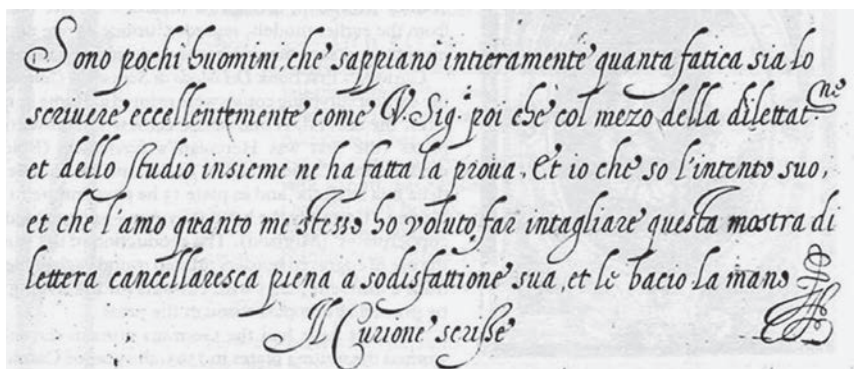 Sono pochi huomini, che sappiano intieramente quanta fatica sia lo
scrivere eccellentemente come V. Sig.ª poi che col mezo della dilettat.ne
et dello studio insieme ne ha fatta la prova. Et io che so l'intento suo,
et che l'amo quanto me stesso ho voluto far intagliare questa mostra di
lettera cancellaresca piena a sodisfattione sua, et le bacio la mano
Il Curione scrisse